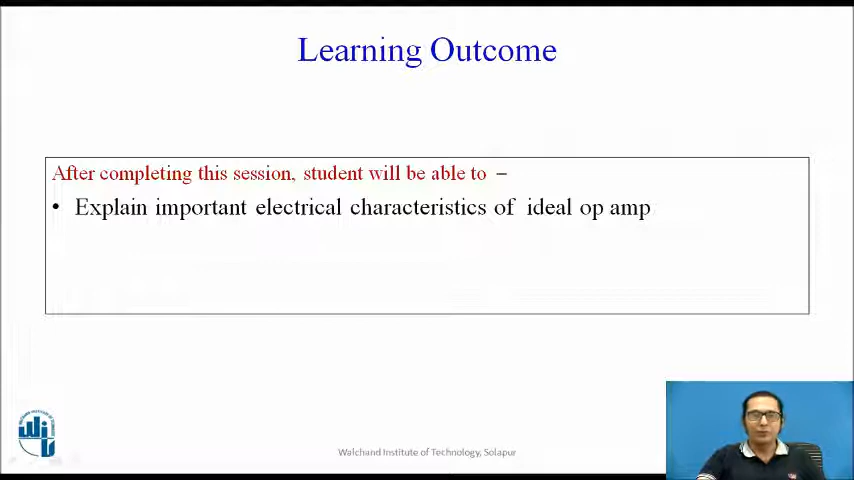 Learning Outcome
After completing this session, student will be able to –
• Explain important electrical characteristics of ideal op amp
Walchand Institute of Technology, Solapur